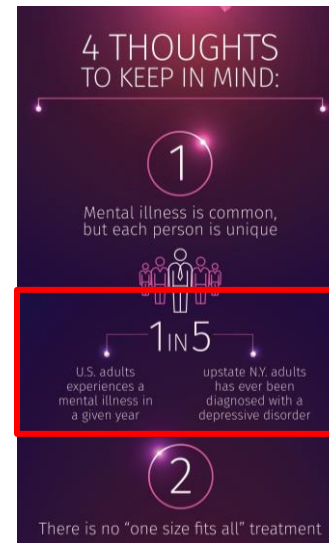 4 THOUGHTS
TO KEEP IN MIND:
1
Mental illness is common,
but each person is unique
1 IN 5
U.S. adults
experiences a
mental illness in
a given year
upstate N.Y. adults
has ever been
diagnosed with a
depressive disorder
2
There is no "one size fits all" treatment